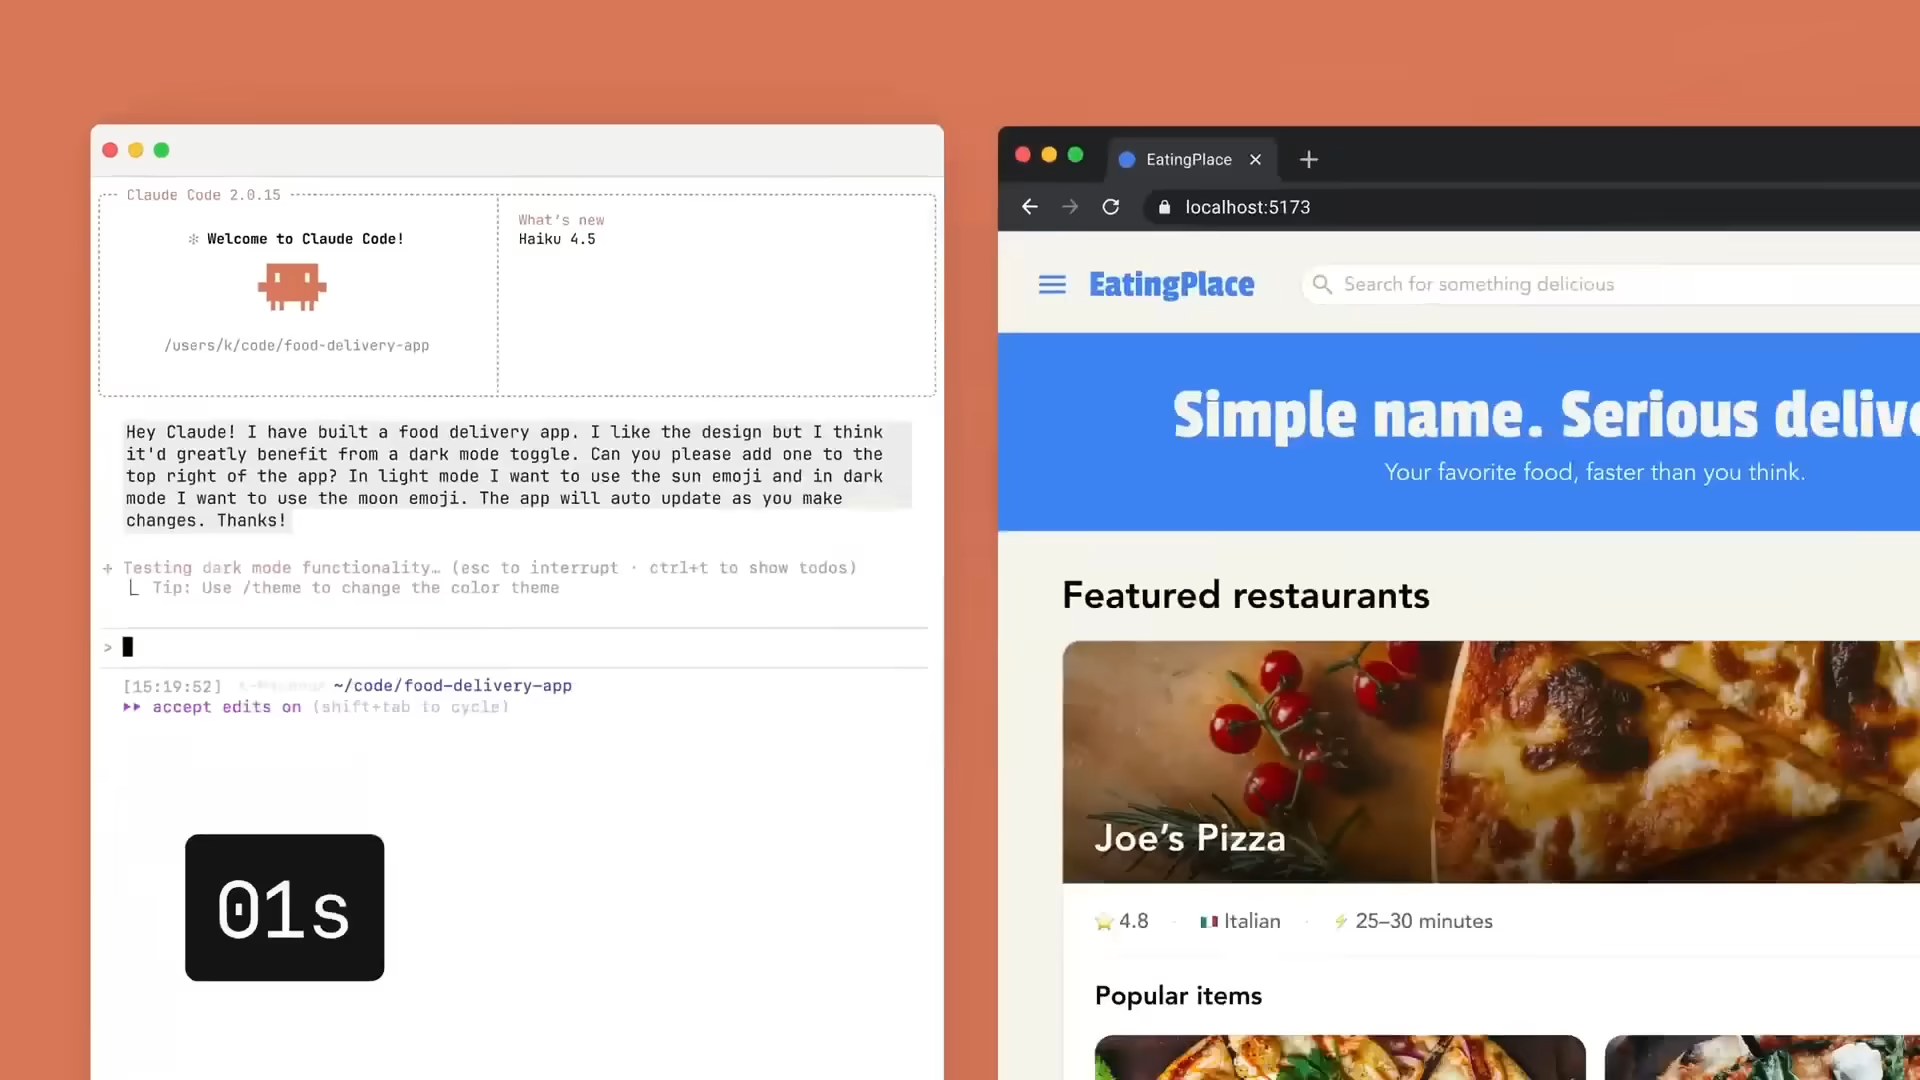 Claude Code 2.0.15
✻ Welcome to Claude Code!
/users/k/code/food-delivery-app
What's new
Haiku 4.5
Hey Claude! I have built a food delivery app. I like the design but I think
it'd greatly benefit from a dark mode toggle. Can you please add one to the
top right of the app? In light mode I want to use the sun emoji and in dark
mode I want to use the moon emoji. The app will auto update as you make
changes. Thanks!
Testing dark mode functionality… (esc to interrupt · ctrl+t to show todos)
Tip: Use /theme to change the color theme
>
[15:19:52] ~/code/food-delivery-app
accept edits on (shift+tab to cycle)
01s
EatingPlace
localhost:5173
EatingPlace
Search for something delicious
Simple name. Serious delive
Your favorite food, faster than you think.
Featured restaurants
Joe's Pizza
4.8 · Italian · 25–30 minutes
Popular items